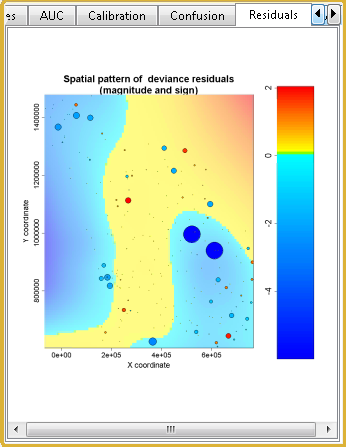 es AUC Calibration Confusion Residuals
Spatial pattern of deviance residuals
(magnitude and sign)
1400000
1200000
1000000
800000
Y coordinate
0e+00 2e+05 4e+05 6e+05
X coordinate
2
0
-2
-4